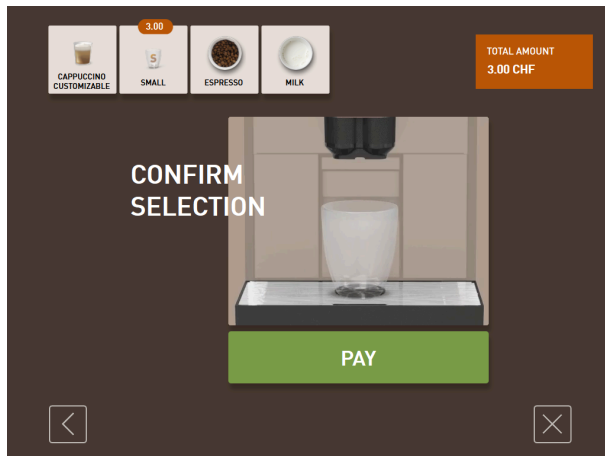 3.00
CAPPUCCINO
CUSTOMIZABLE
S
SMALL
ESPRESSO
MILK
TOTAL AMOUNT
3.00 CHF
CONFIRM
SELECTION
PAY